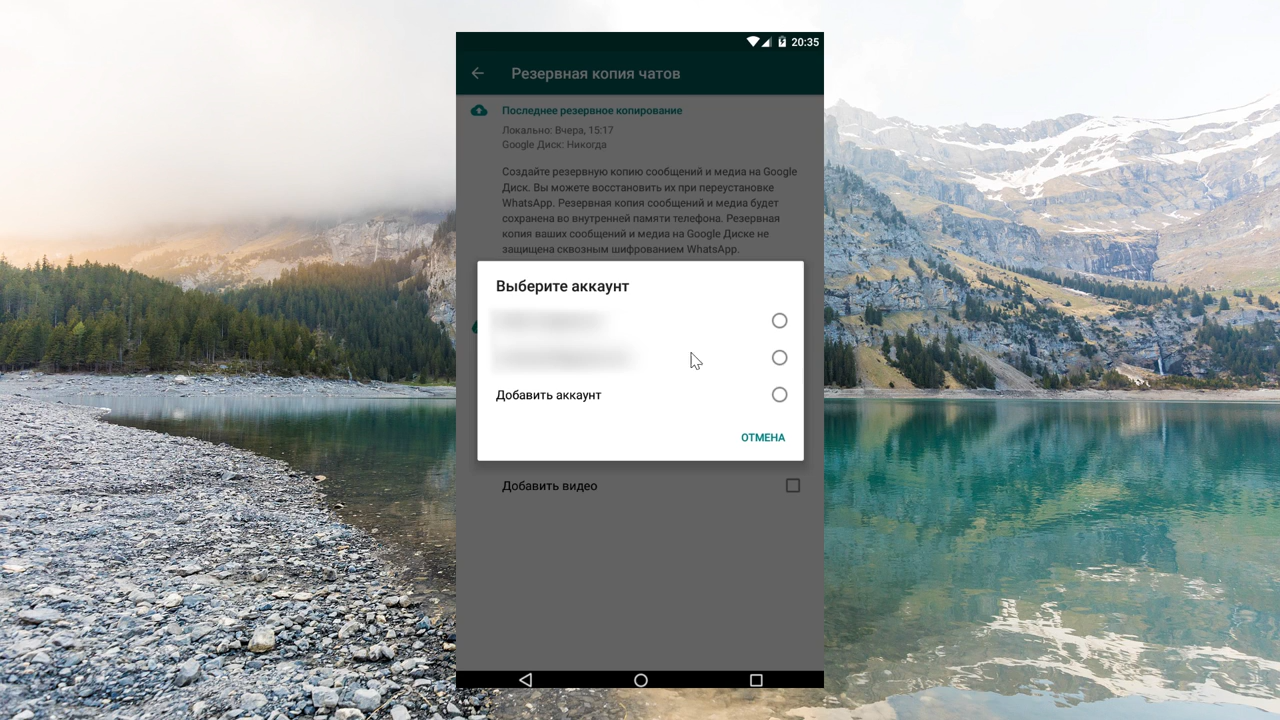 20:35
Резервная копия чатов
Последнее резервное копирование
Локально: Вчера, 15:17
Google Диск: Никогда
Создайте резервную копию сообщений и медиа на Google
Диск. Вы можете восстановить их при переустановке
WhatsApp. Резервная копия сообщений и медиа будет
сохранена во внутренней памяти телефона. Резервная
копия ваших сообщений и медиа на Google Диске не
защищена сквозным шифрованием WhatsApp.
Выберите аккаунт
Добавить аккаунт
ОТМЕНА
Добавить видео